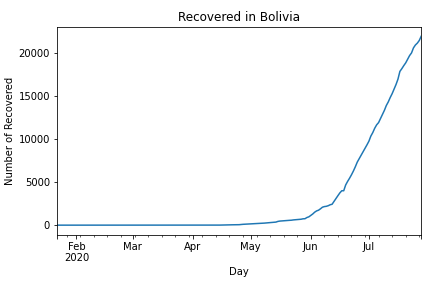 Recovered in Bolivia
Number of Recovered
20000
15000
10000
5000
0
Feb Mar Apr May Jun Jul
2020
Day